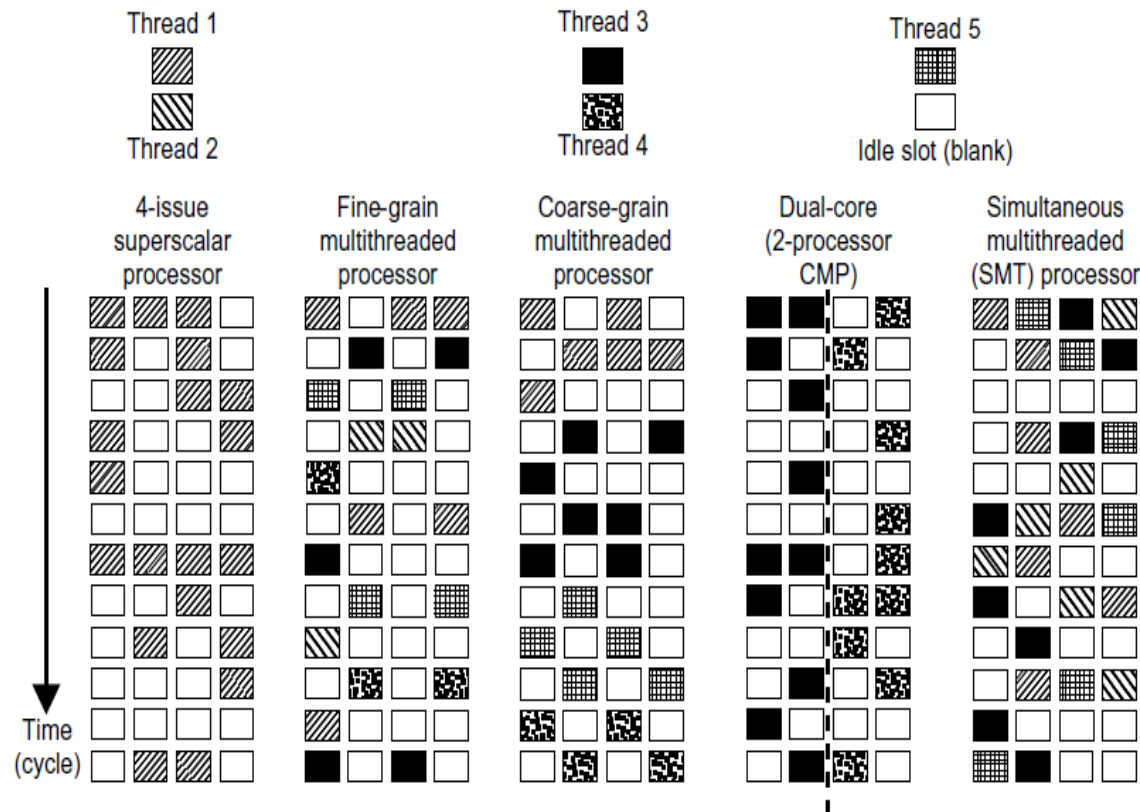 Thread 1
Thread 3
Thread 5
Thread 2
Thread 4
Idle slot (blank)
4-issue
superscalar
processor
Fine-grain
multithreaded
processor
Coarse-grain
multithreaded
processor
Dual-core
(2-processor
CMP)
Simultaneous
multithreaded
(SMT) processor
Time
(cycle)